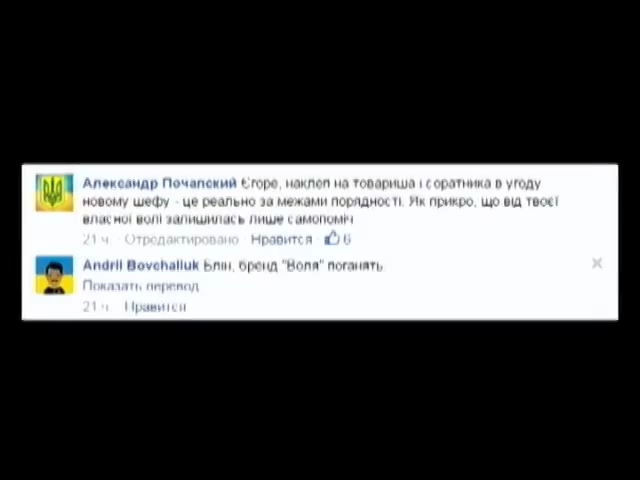 Александр Почапский Єгоре, наклеп на товариша і соратника в угоду
новому шефу - це реально за межами порядності. Як прикро, що від твоєї
власної волі залишилась лише самопоміч
21 ч · Отредактировано · Нравится · 6
Andrii Bovchaliuk Блін, бренд "Воля" поганять
Показать перевод
21 ч · Нравится